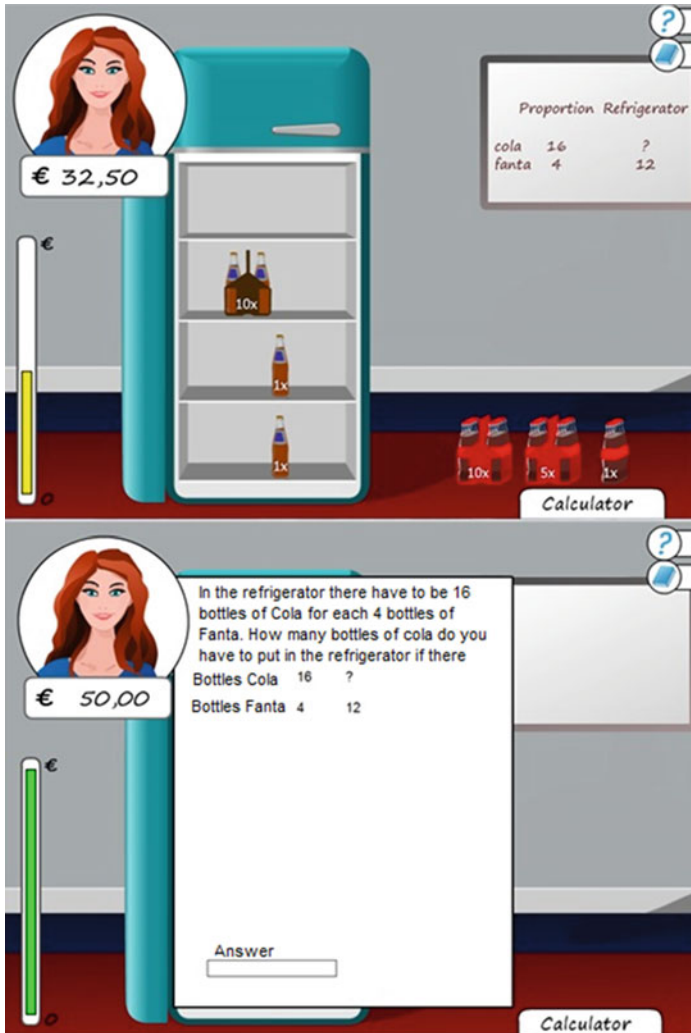 ?
Proportion Refrigerator
cola 16 ?
fanta 4 12
€ 32,50
€
10x
1x
1x
10x 5x 1x
0
Calculator
?
In the refrigerator there have to be 16
bottles of Cola for each 4 bottles of
Fanta. How many bottles of cola do you
have to put in the refrigerator if there
Bottles Cola 16 ?
Bottles Fanta 4 12
€ 50,00
€
Answer
0
Calculator